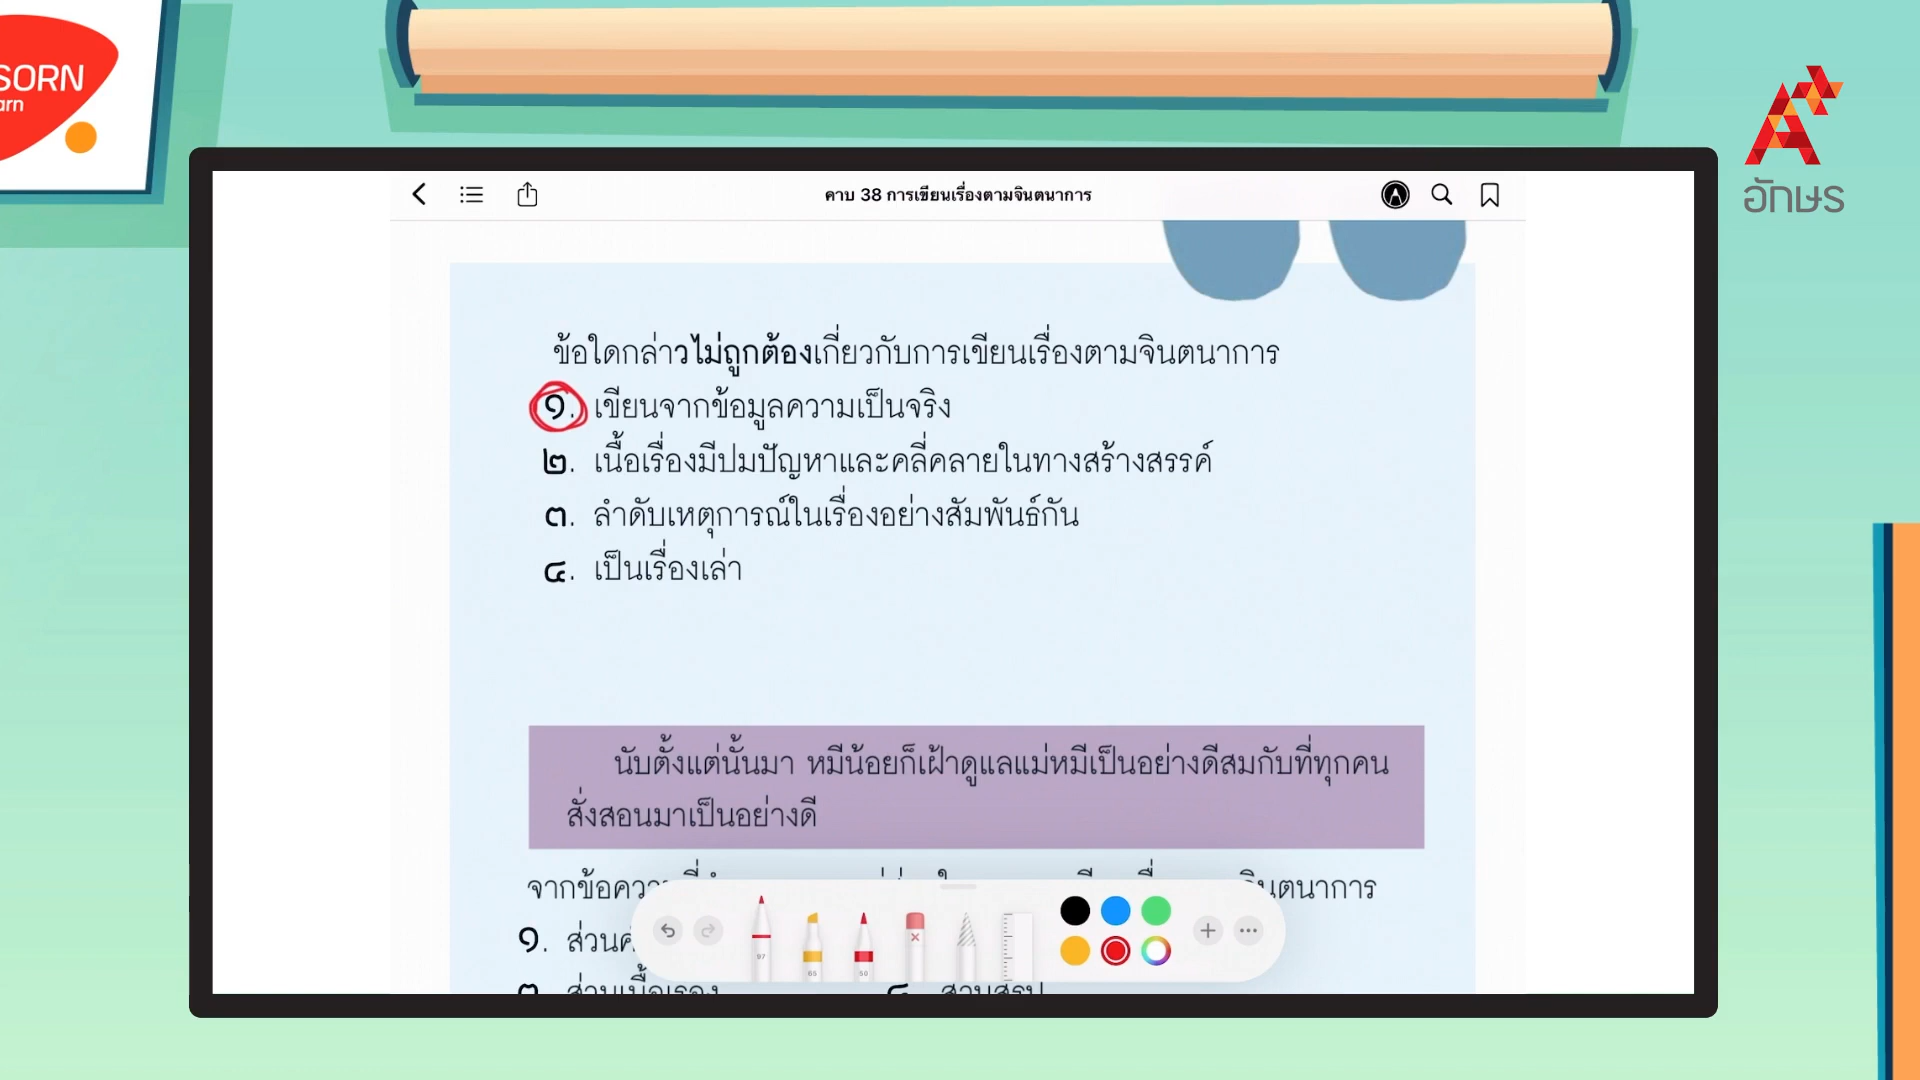 SORN
arn
อักษร
คาบ 38 การเขียนเรื่องตามจินตนาการ
ข้อใดกล่าวไม่ถูกต้องเกี่ยวกับการเขียนเรื่องตามจินตนาการ
๑. เขียนจากข้อมูลความเป็นจริง
๒. เนื้อเรื่องมีปมปัญหาและคลี่คลายในทางสร้างสรรค์
๓. ลำดับเหตุการณ์ในเรื่องอย่างสัมพันธ์กัน
๔. เป็นเรื่องเล่า
นับตั้งแต่นั้นมา หมีน้อยก็เฝ้าดูแลแม่หมีเป็นอย่างดีสมกับที่ทุกคน
สั่งสอนมาเป็นอย่างดี
จากข้อความ จินตนาการ
๑.
97
65
50
๔. ส่วนสรุป